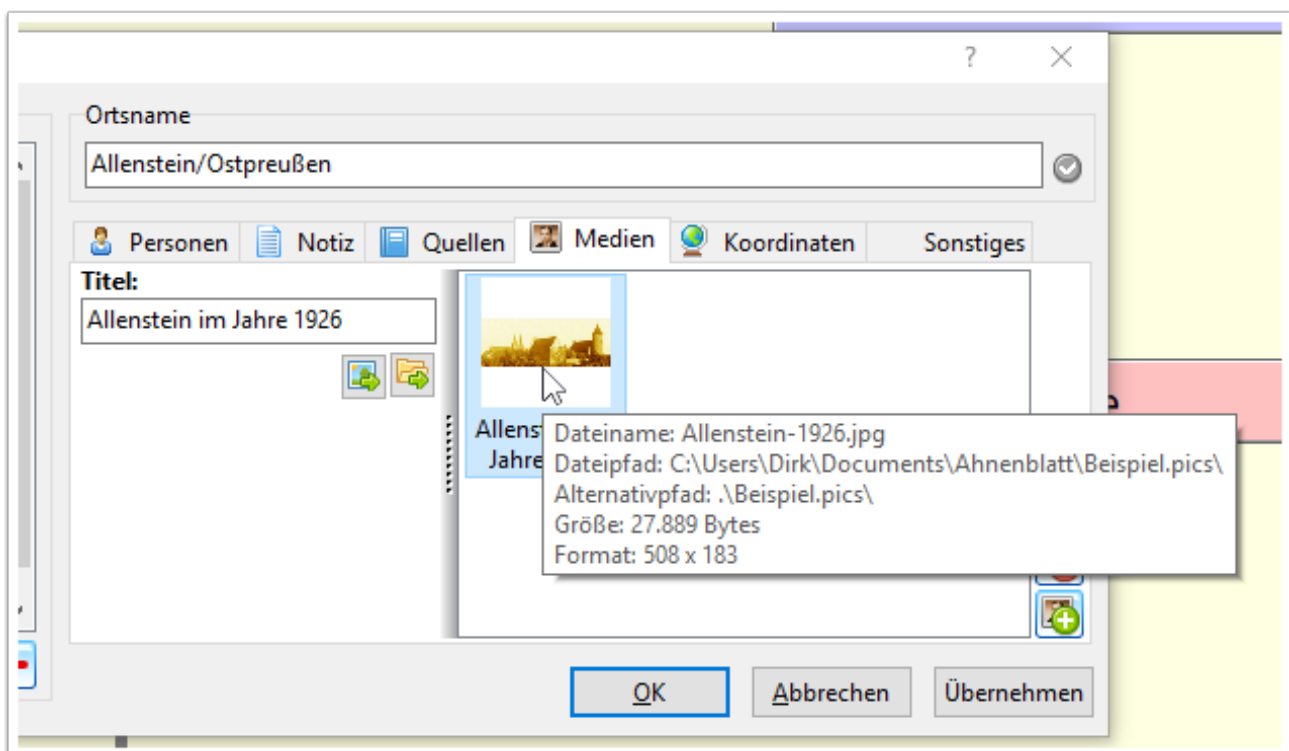 ?
Ortsname
Allenstein/Ostpreußen
Personen Notiz Quellen Medien Koordinaten Sonstiges
Titel:
Allenstein im Jahre 1926
Dateiname: Allenstein-1926.jpg
Dateipfad: C:\Users\Dirk\Documents\Ahnenblatt\Beispiel.pics\
Alternativpfad: .\Beispiel.pics\
Größe: 27.889 Bytes
Format: 508 x 183
OK Abbrechen Übernehmen